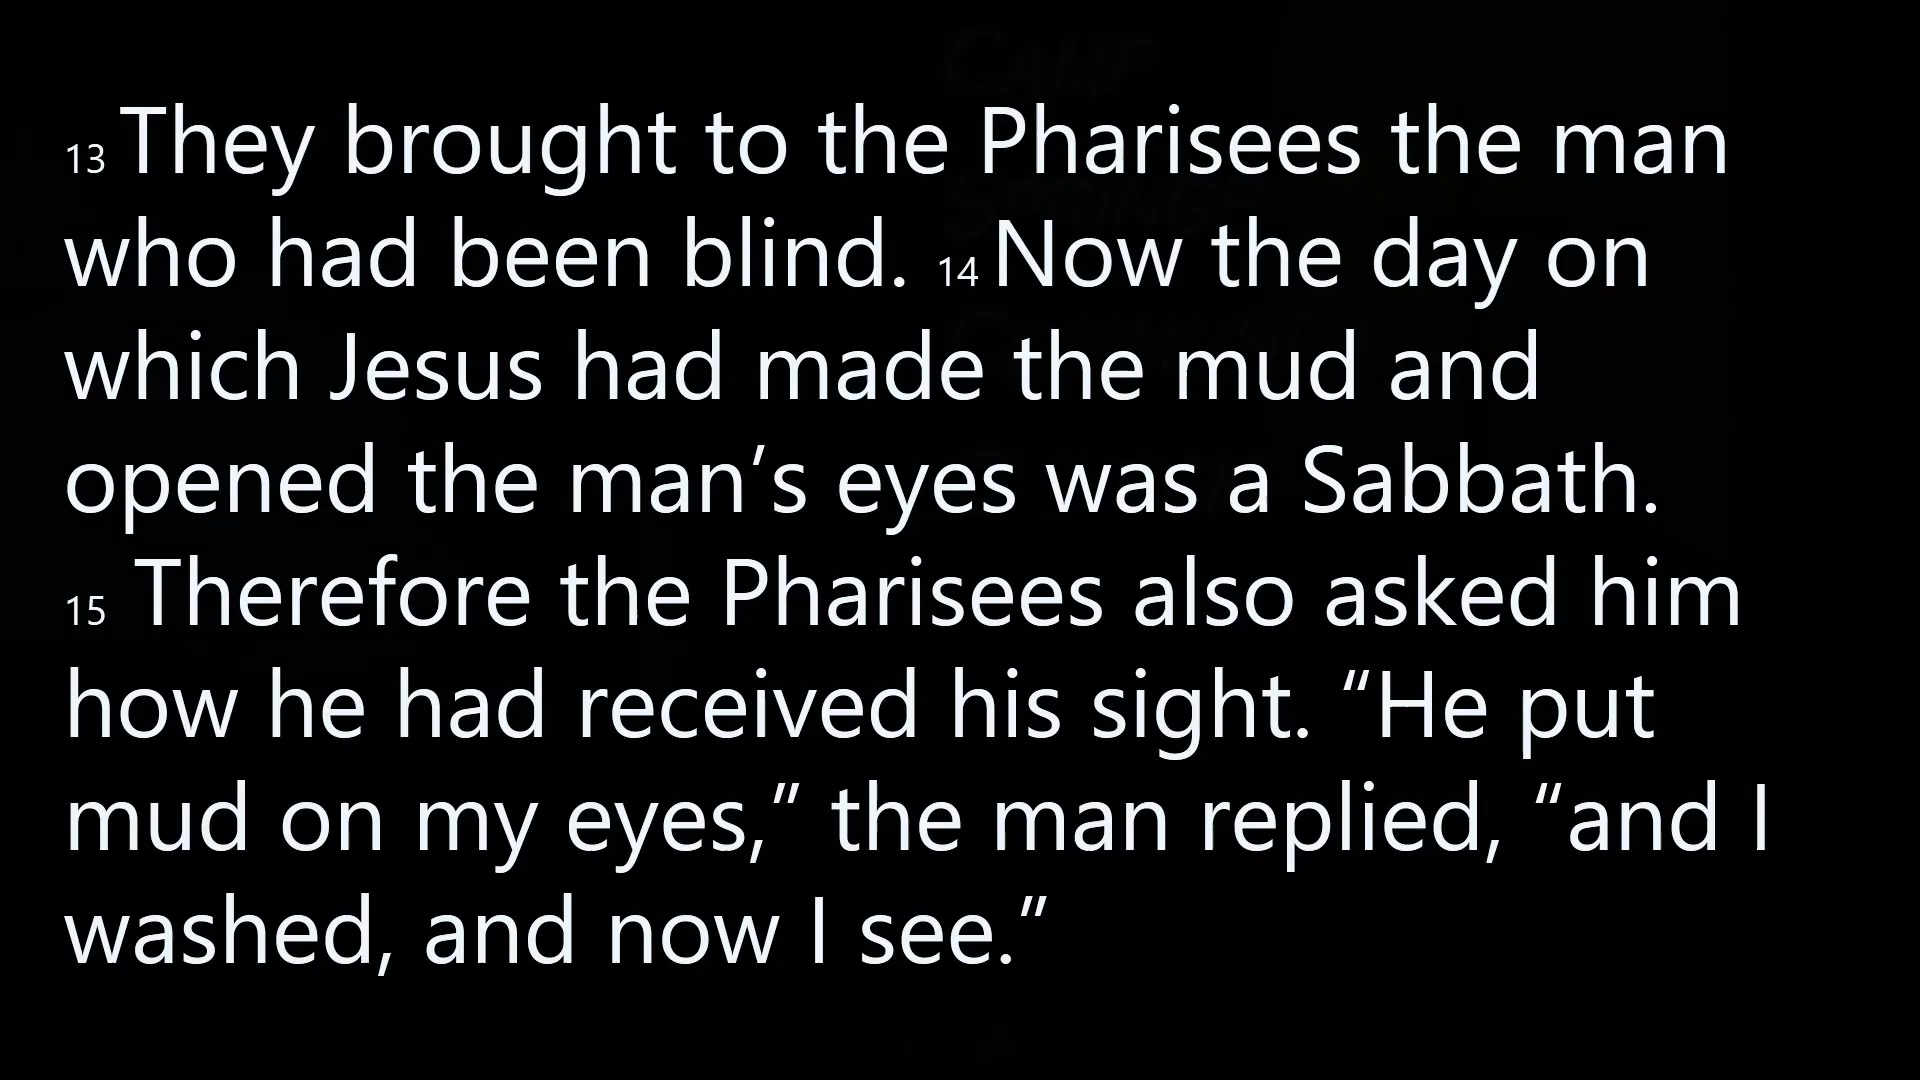 13 They brought to the Pharisees the man
who had been blind. 14 Now the day on
which Jesus had made the mud and
opened the man’s eyes was a Sabbath.
15 Therefore the Pharisees also asked him
how he had received his sight. “He put
mud on my eyes,” the man replied, “and I
washed, and now I see.”
CAMP
SPRINGS